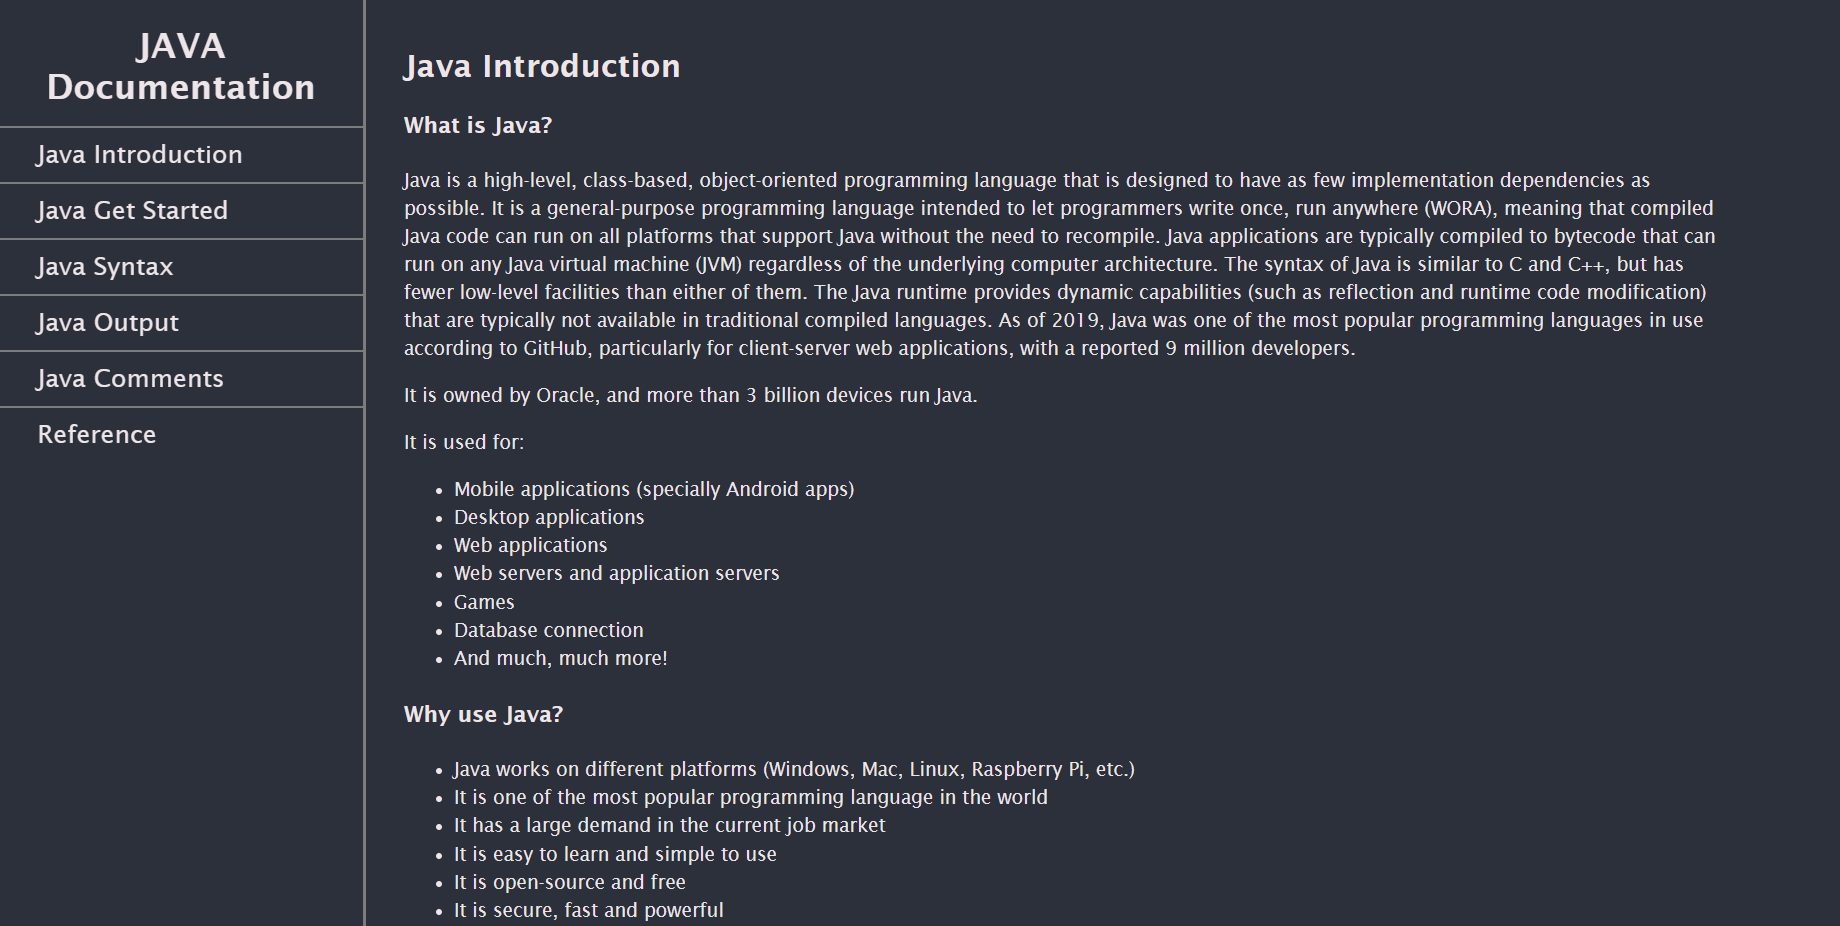 JAVA
Documentation
Java Introduction
Java Get Started
Java Syntax
Java Output
Java Comments
Reference
Java Introduction
What is Java?
Java is a high-level, class-based, object-oriented programming language that is designed to have as few implementation dependencies as
possible. It is a general-purpose programming language intended to let programmers write once, run anywhere (WORA), meaning that compiled
Java code can run on all platforms that support Java without the need to recompile. Java applications are typically compiled to bytecode that can
run on any Java virtual machine (JVM) regardless of the underlying computer architecture. The syntax of Java is similar to C and C++, but has
fewer low-level facilities than either of them. The Java runtime provides dynamic capabilities (such as reflection and runtime code modification)
that are typically not available in traditional compiled languages. As of 2019, Java was one of the most popular programming languages in use
according to GitHub, particularly for client-server web applications, with a reported 9 million developers.
It is owned by Oracle, and more than 3 billion devices run Java.
It is used for:
• Mobile applications (specially Android apps)
• Desktop applications
• Web applications
• Web servers and application servers
• Games
• Database connection
• And much, much more!
Why use Java?
• Java works on different platforms (Windows, Mac, Linux, Raspberry Pi, etc.)
• It is one of the most popular programming language in the world
• It has a large demand in the current job market
• It is easy to learn and simple to use
• It is open-source and free
• It is secure, fast and powerful